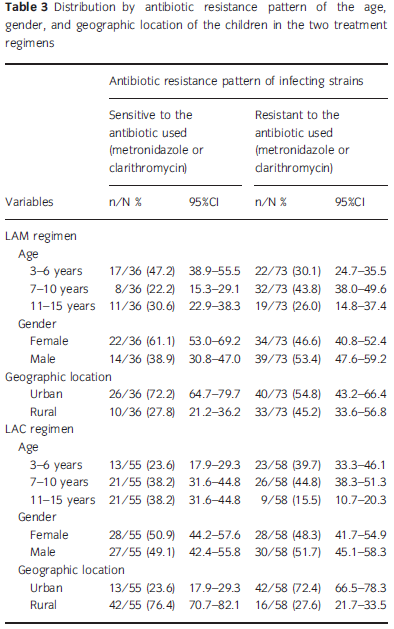 Table 3 Distribution by antibiotic resistance pattern of the age,
gender, and geographic location of the children in the two treatment
regimens
Antibiotic resistance pattern of infecting strains
Sensitive to the antibiotic used (metronidazole or clarithromycin) Resistant to the antibiotic used (metronidazole or clarithromycin)
Variables n/N % 95%CI n/N % 95%CI
LAM regimen
Age
3–6 years 17/36 (47.2) 38.9–55.5 22/73 (30.1) 24.7–35.5
7–10 years 8/36 (22.2) 15.3–29.1 32/73 (43.8) 38.0–49.6
11–15 years 11/36 (30.6) 22.9–38.3 19/73 (26.0) 14.8–37.4
Gender
Female 22/36 (61.1) 53.0–69.2 34/73 (46.6) 40.8–52.4
Male 14/36 (38.9) 30.8–47.0 39/73 (53.4) 47.6–59.2
Geographic location
Urban 26/36 (72.2) 64.7–79.7 40/73 (54.8) 43.2–66.4
Rural 10/36 (27.8) 21.2–36.2 33/73 (45.2) 33.6–56.8
LAC regimen
Age
3–6 years 13/55 (23.6) 17.9–29.3 23/58 (39.7) 33.3–46.1
7–10 years 21/55 (38.2) 31.6–44.8 26/58 (44.8) 38.3–51.3
11–15 years 21/55 (38.2) 31.6–44.8 9/58 (15.5) 10.7–20.3
Gender
Female 28/55 (50.9) 44.2–57.6 28/58 (48.3) 41.7–54.9
Male 27/55 (49.1) 42.4–55.8 30/58 (51.7) 45.1–58.3
Geographic location
Urban 13/55 (23.6) 17.9–29.3 42/58 (72.4) 66.5–78.3
Rural 42/55 (76.4) 70.7–82.1 16/58 (27.6) 21.7–33.5